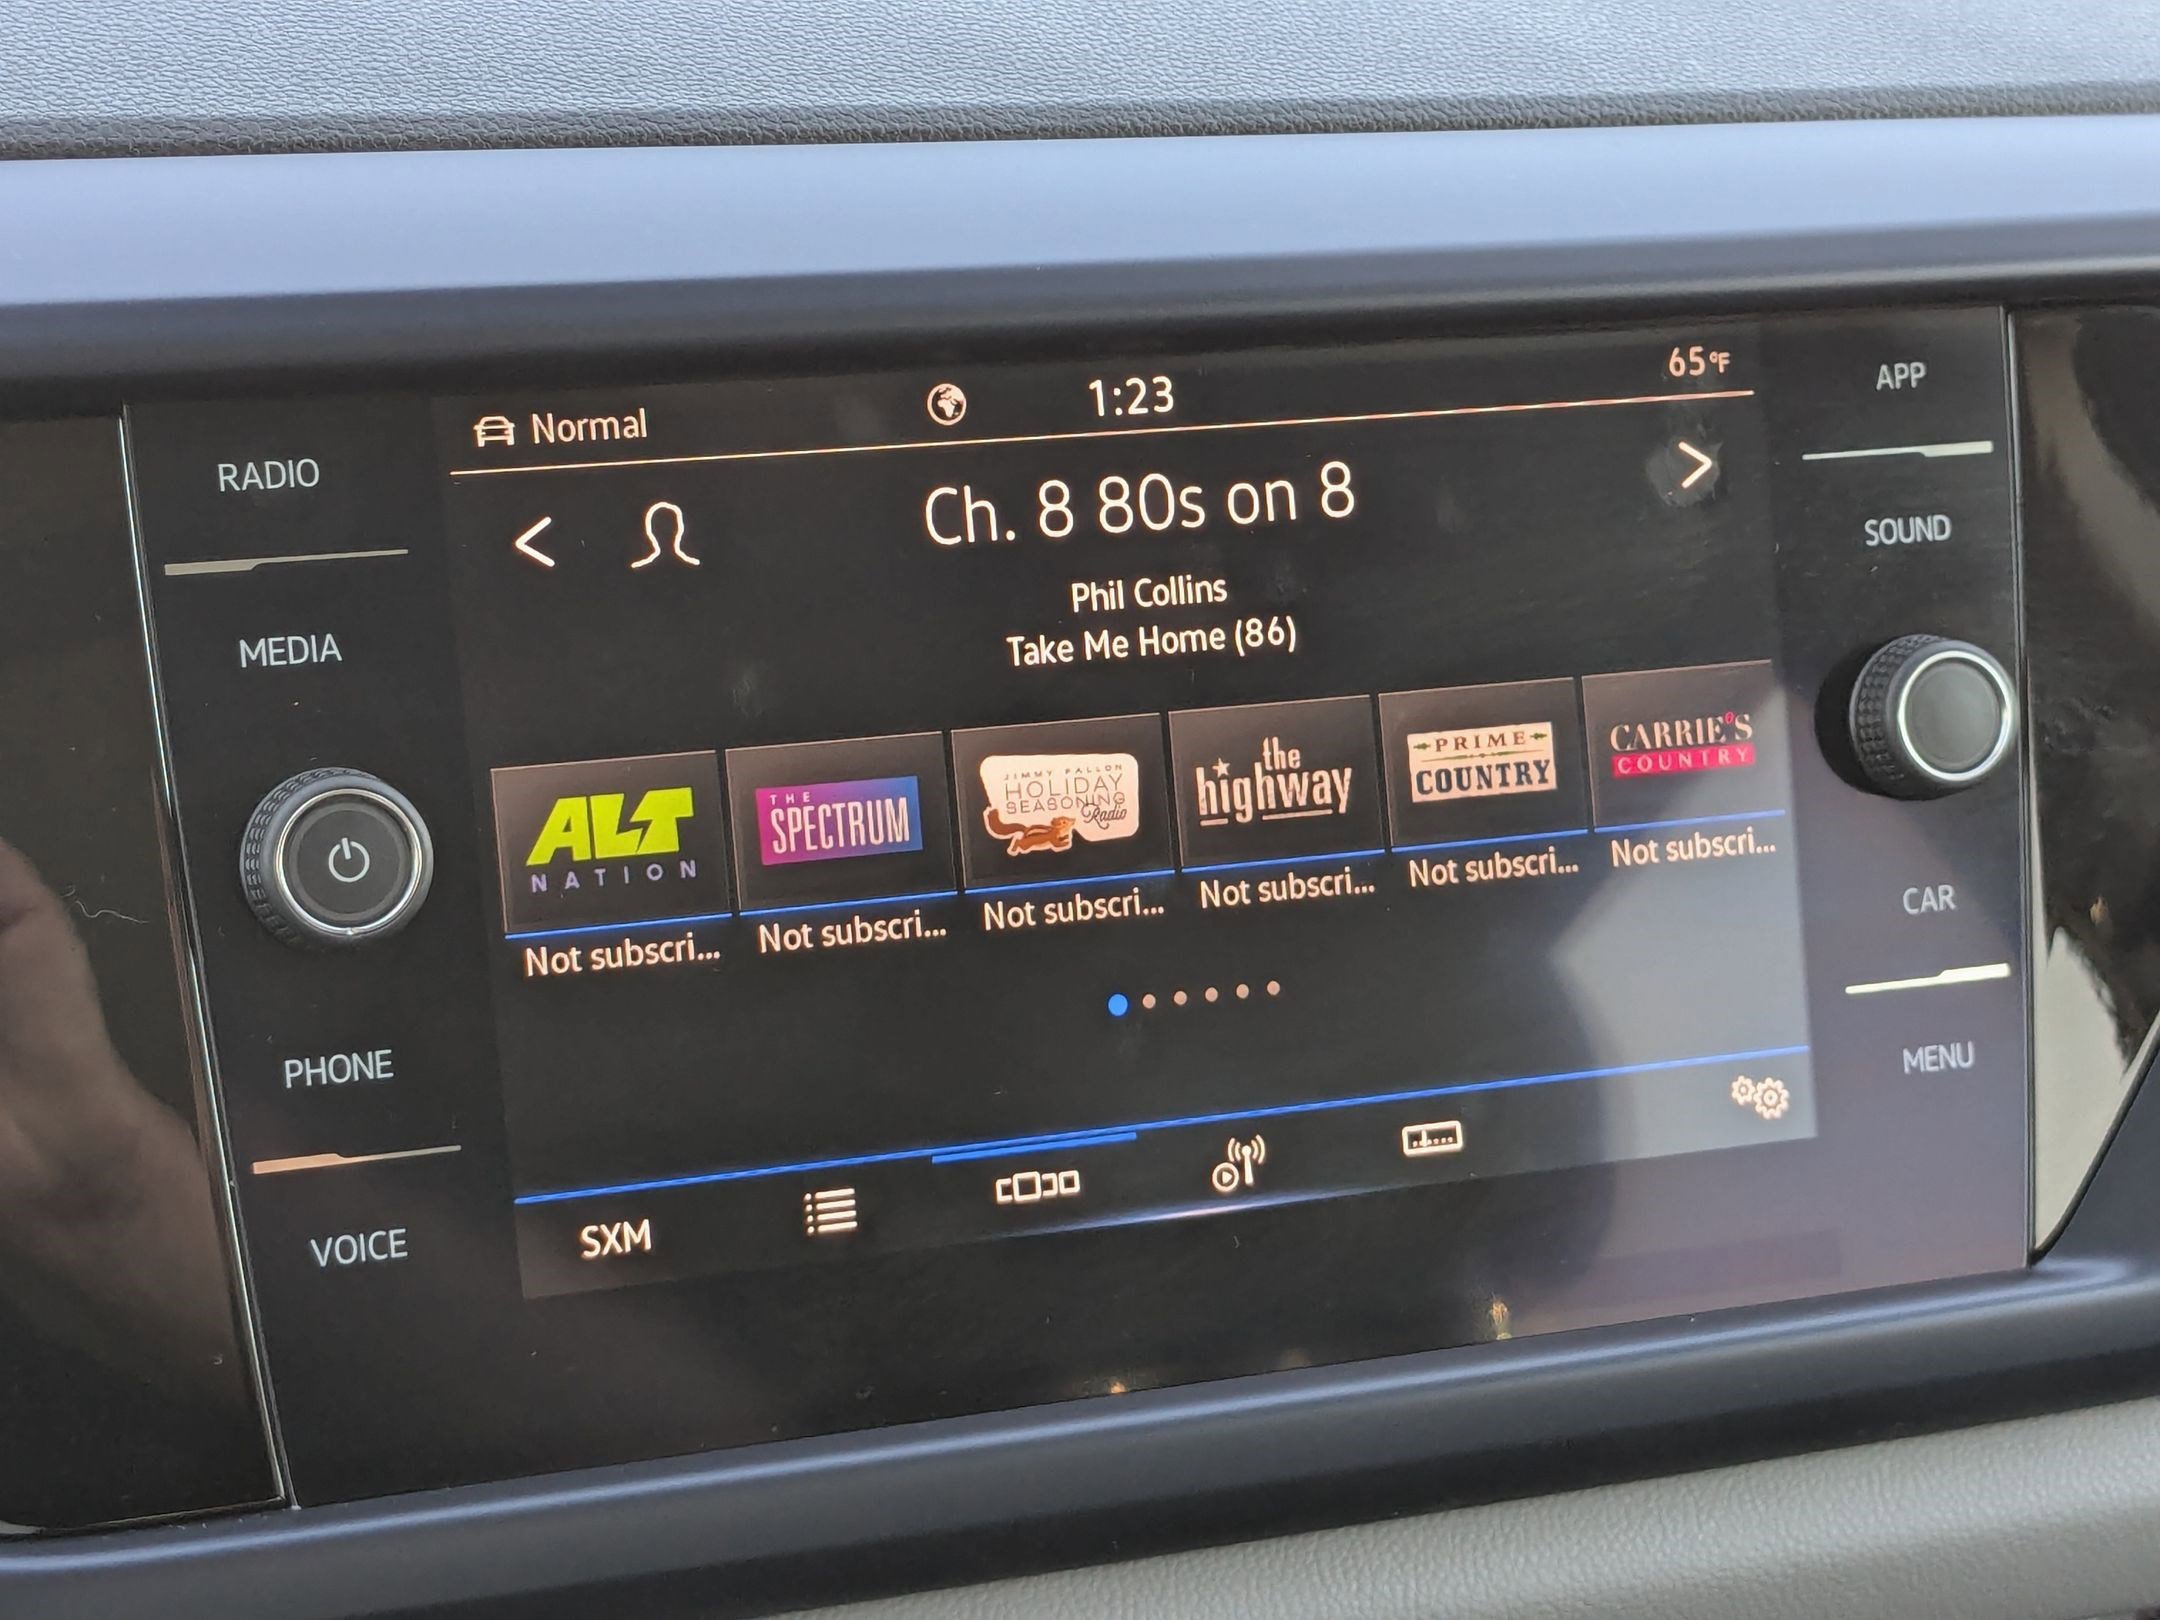 RADIO
MEDIA
PHONE
VOICE
Normal
1:23
65°F
Ch. 8 80s on 8
Phil Collins
Take Me Home (86)
ALT
NATION
THE
SPECTRUM
JIMMY FALLON
HOLIDAY
SEASONING
Radio
the
highway
PRIME
COUNTRY
CARRIE'S
COUNTRY
Not subscri...
Not subscri...
Not subscri...
Not subscri...
Not subscri...
Not subscri...
SXM
APP
SOUND
CAR
MENU